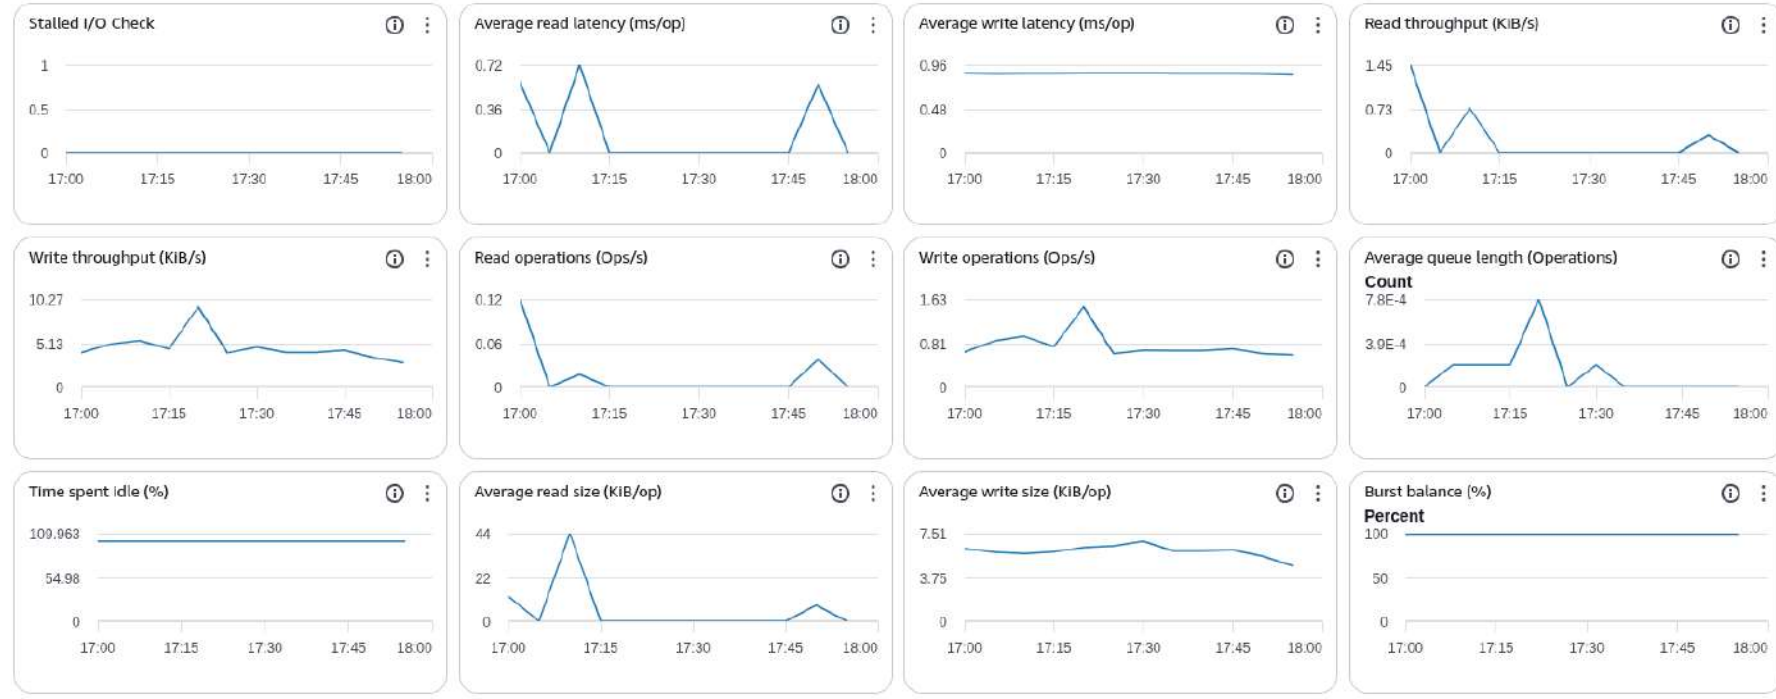 Stalled I/O Check
1
0.5
0
17:00 17:15 17:30 17:45 18:00
Average read latency (ms/op)
0.72
0.36
0
17:00 17:15 17:30 17:45 18:00
Average write latency (ms/op)
0.96
0.48
0
17:00 17:15 17:30 17:45 18:00
Read throughput (KiB/s)
1.45
0.73
0
17:00 17:15 17:30 17:45 18:00
Write throughput (KiB/s)
10.27
5.13
0
17:00 17:15 17:30 17:45 18:00
Read operations (Ops/s)
0.12
0.06
0
17:00 17:15 17:30 17:45 18:00
Write operations (Ops/s)
1.63
0.81
0
17:00 17:15 17:30 17:45 18:00
Average queue length (Operations)
Count
7.8E-4
3.9E-4
0
17:00 17:15 17:30 17:45 18:00
Time spent idle (%)
109.963
54.98
0
17:00 17:15 17:30 17:45 18:00
Average read size (KiB/op)
44
22
0
17:00 17:15 17:30 17:45 18:00
Average write size (KiB/op)
7.51
3.75
0
17:00 17:15 17:30 17:45 18:00
Burst balance (%)
Percent
100
50
0
17:00 17:15 17:30 17:45 18:00